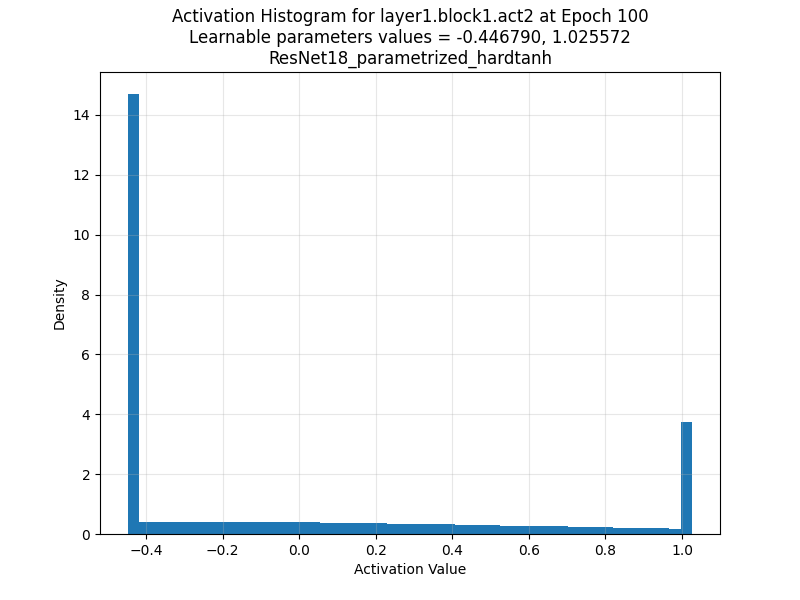 Activation Histogram for layer1.block1.act2 at Epoch 100
Learnable parameters values = -0.446790, 1.025572
ResNet18_parametrized_hardtanh
14
12
10
8
6
4
2
0
Density
−0.4 −0.2 0.0 0.2 0.4 0.6 0.8 1.0
Activation Value